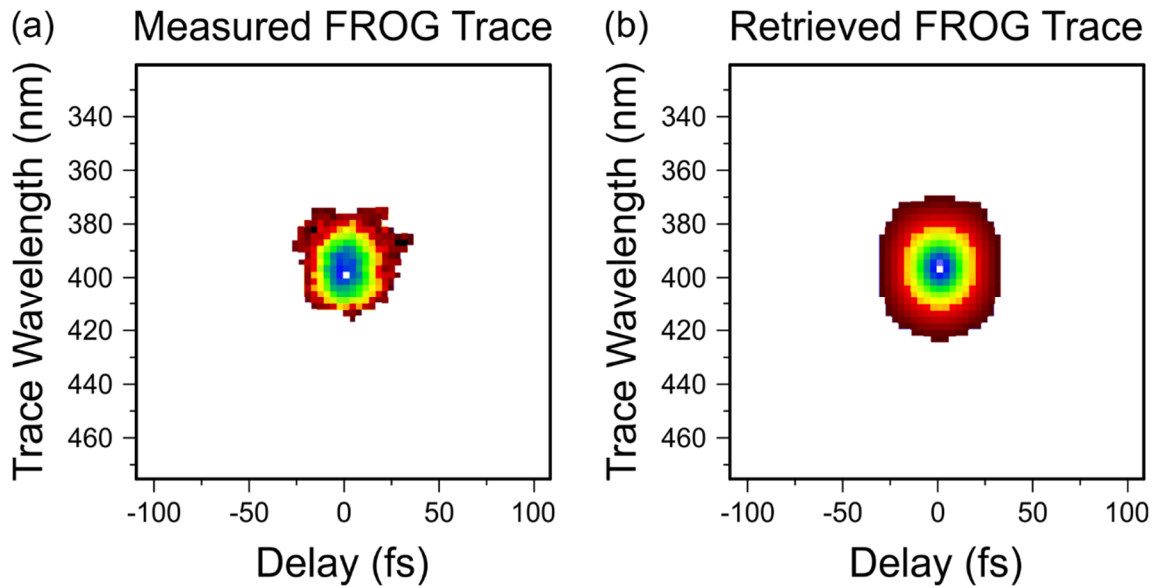 (a) Measured FROG Trace
Trace Wavelength (nm)
340
360
380
400
420
440
460
-100 -50 0 50 100
Delay (fs)
(b) Retrieved FROG Trace
Trace Wavelength (nm)
340
360
380
400
420
440
460
-100 -50 0 50 100
Delay (fs)